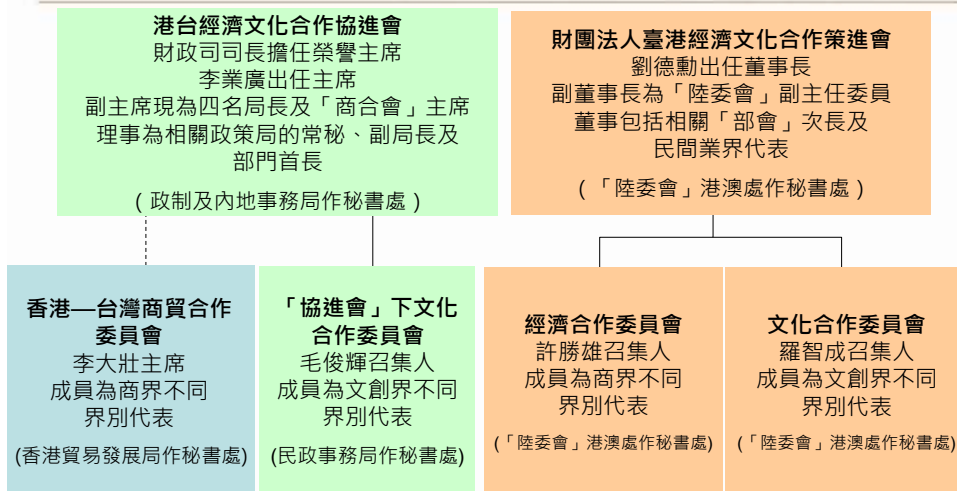 港台經濟文化合作協進會
財政司司長擔任榮譽主席
李業廣出任主席
副主席現為四名局長及「商合會」主席
理事為相關政策局的常秘、副局長及
部門首長
(政制及內地事務局作秘書處)
財團法人臺港經濟文化合作策進會
劉德勳出任董事長
副董事長為「陸委會」副主任委員
董事包括相關「部會」次長及
民間業界代表
(「陸委會」港澳處作秘書處)
香港—台灣商貿合作
委員會
李大壯主席
成員為商界不同
界別代表
(香港貿易發展局作秘書處)
「協進會」下文化
合作委員會
毛俊輝召集人
成員為文創界不同
界別代表
(民政事務局作秘書處)
經濟合作委員會
許勝雄召集人
成員為商界不同
界別代表
(「陸委會」港澳處作秘書處)
文化合作委員會
羅智成召集人
成員為文創界不同
界別代表
(「陸委會」港澳處作秘書處)